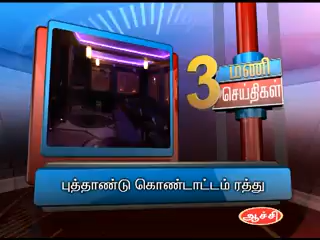 3 மணி
செய்திகள்
புத்தாண்டு கொண்டாட்டம் ரத்து
ஆச்சி